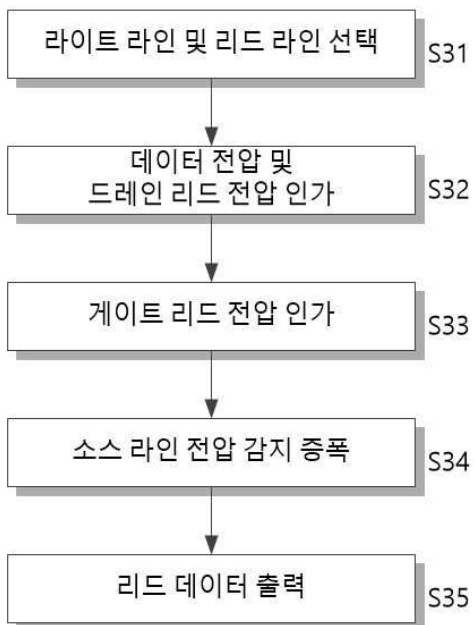 라이트 라인 및 리드 라인 선택
S31
데이터 전압 및
드레인 리드 전압 인가
S32
게이트 리드 전압 인가
S33
소스 라인 전압 감지 증폭
S34
리드 데이터 출력
S35